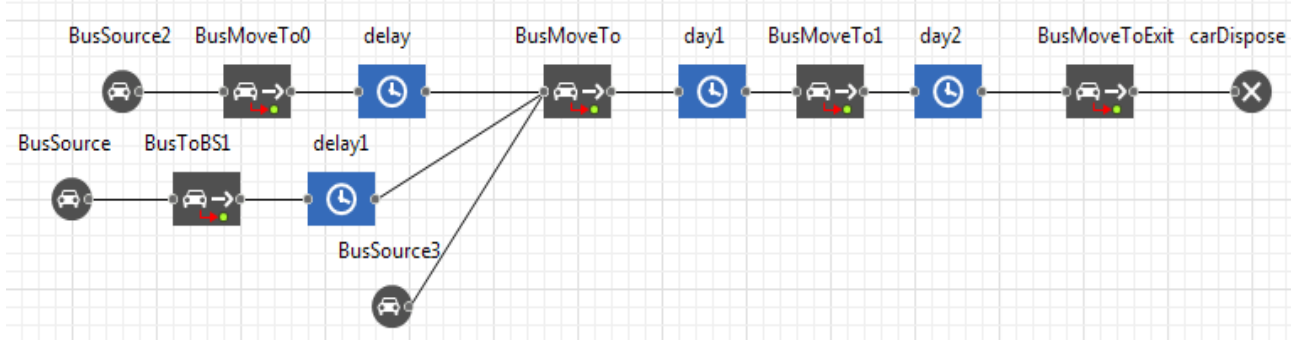 BusSource2 BusMoveTo0 delay BusMoveTo day1 BusMoveTo1 day2 BusMoveToExit carDispose
BusSource BusToBS1 delay1
BusSource3